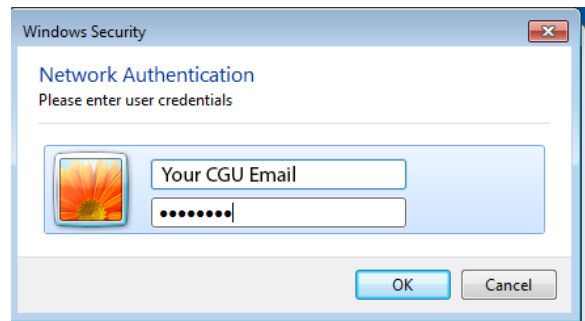 Windows Security
Network Authentication
Please enter user credentials
Your CGU Email
••••••••
OK Cancel